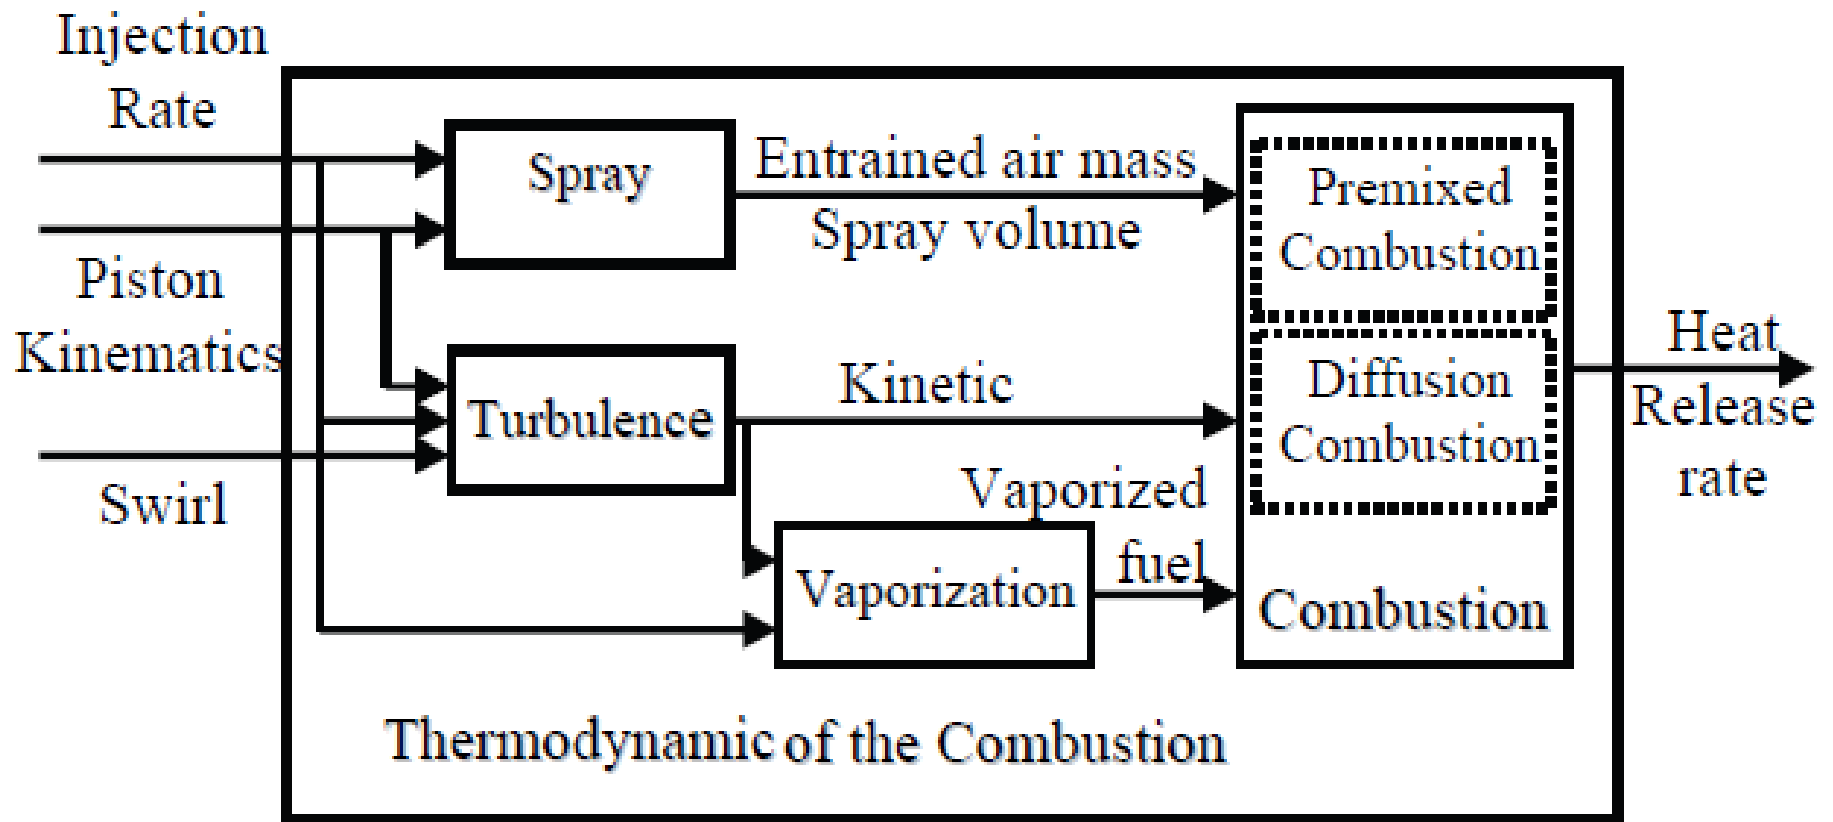 Injection
Rate
Piston
Kinematics
Swirl
Spray
Entrained air mass
Spray volume
Turbulence
Kinetic
Vaporized
fuel
Vaporization
Premixed
Combustion
Diffusion
Combustion
Combustion
Heat
Release
rate
Thermodynamic of the Combustion